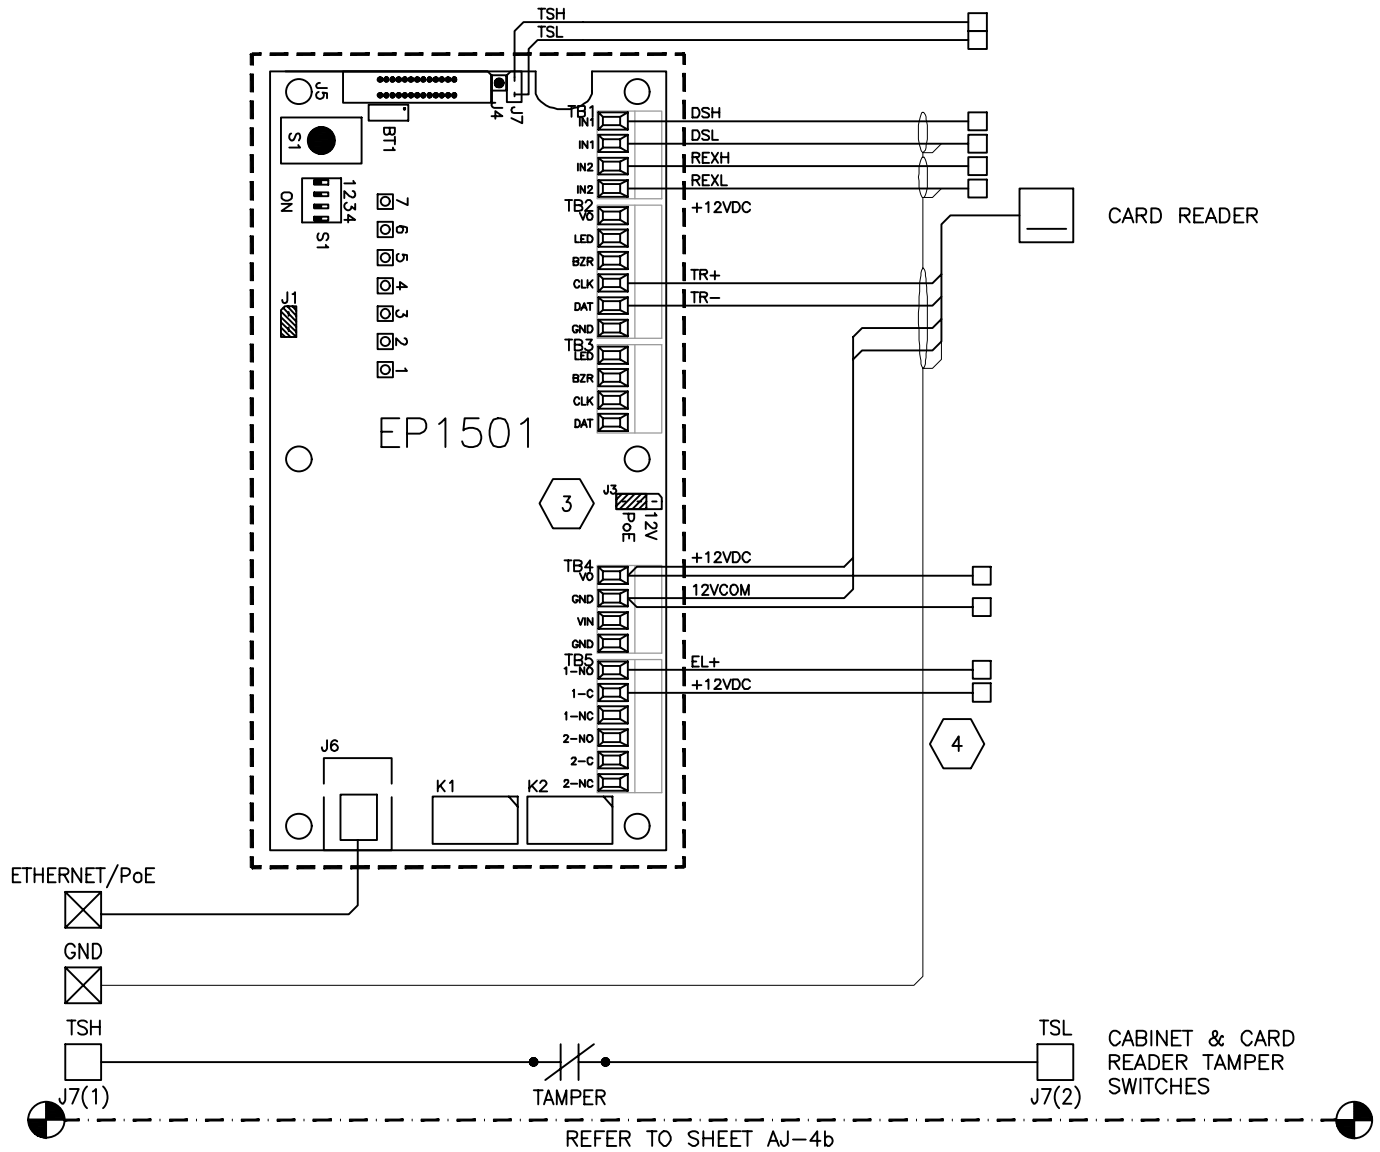 TSH
TSL
J5
J4
J7
BT1
S1
ON
1234
S1
J1
7
6
5
4
3
2
1
EP1501
3
J3
PoE
12V
TB1
IN1
IN1
IN2
IN2
DSH
DSL
REXH
REXL
TB2
VO
LED
BZR
CLK
DAT
GND
+12VDC
TR+
TR-
TB3
LED
BZR
CLK
DAT
CARD READER
TB4
VO
GND
VIN
GND
+12VDC
12VCOM
TB5
1-NO
1-C
1-NC
2-NO
2-C
2-NC
EL+
+12VDC
4
J6
K1
K2
ETHERNET/PoE
GND
TSH
J7(1)
TAMPER
TSL
J7(2)
CABINET & CARD
READER TAMPER
SWITCHES
REFER TO SHEET AJ-4b